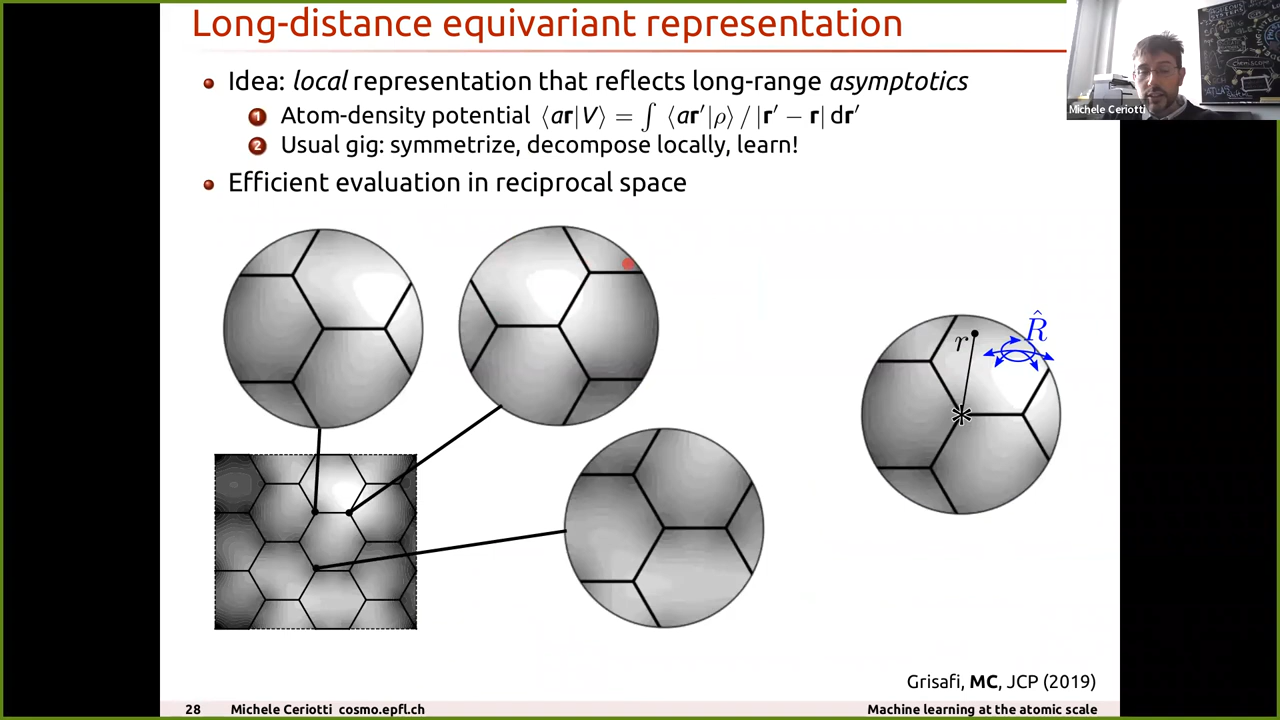 Long-distance equivariant representation
Idea: local representation that reflects long-range asymptotics
1 Atom-density potential ⟨ar|V⟩ = ∫ ⟨ar′|ρ⟩ / |r′ − r| dr′
2 Usual gig: symmetrize, decompose locally, learn!
Efficient evaluation in reciprocal space
Michele Ceriotti
r
R̂
*
Grisafi, MC, JCP (2019)
28 Michele Ceriotti cosmo.epfl.ch Machine learning at the atomic scale